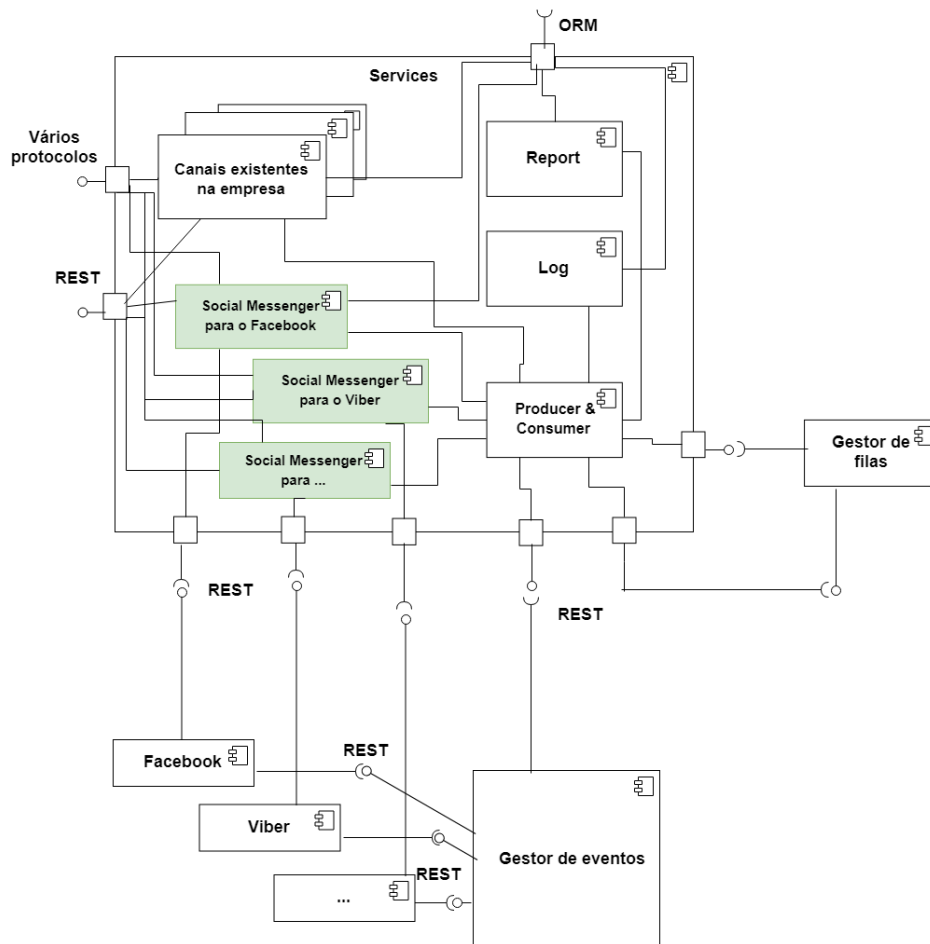 ORM
Services
Vários
protocolos
Canais existentes
na empresa
Report
Log
REST
Social Messenger
para o Facebook
Social Messenger
para o Viber
Producer &
Consumer
Social Messenger
para ...
Gestor de
filas
REST
REST
Facebook
REST
Viber
Gestor de eventos
REST
...